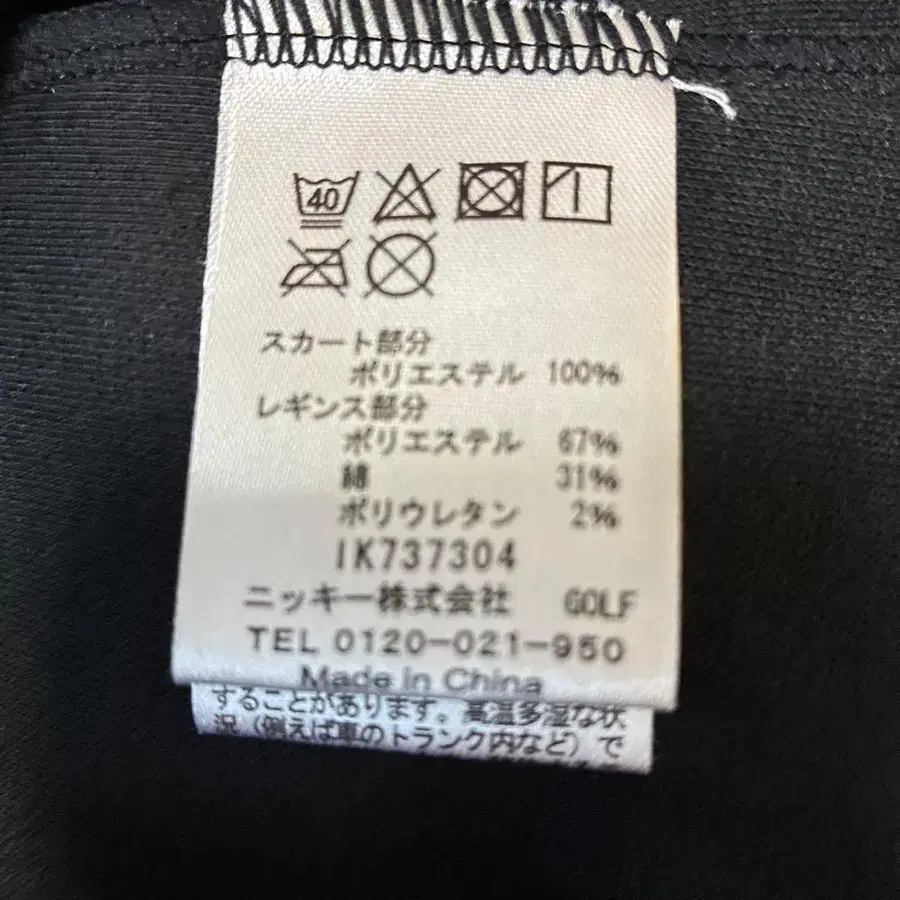 40
スカート部分
ポリエステル 100%
レギンス部分
ポリエステル 67%
綿 31%
ポリウレタン 2%
IK737304
ニッキー株式会社 GOLF
TEL 0120-021-950
Made in China
することがあります。高温多湿な状
況(例えば車のトランク内など)で